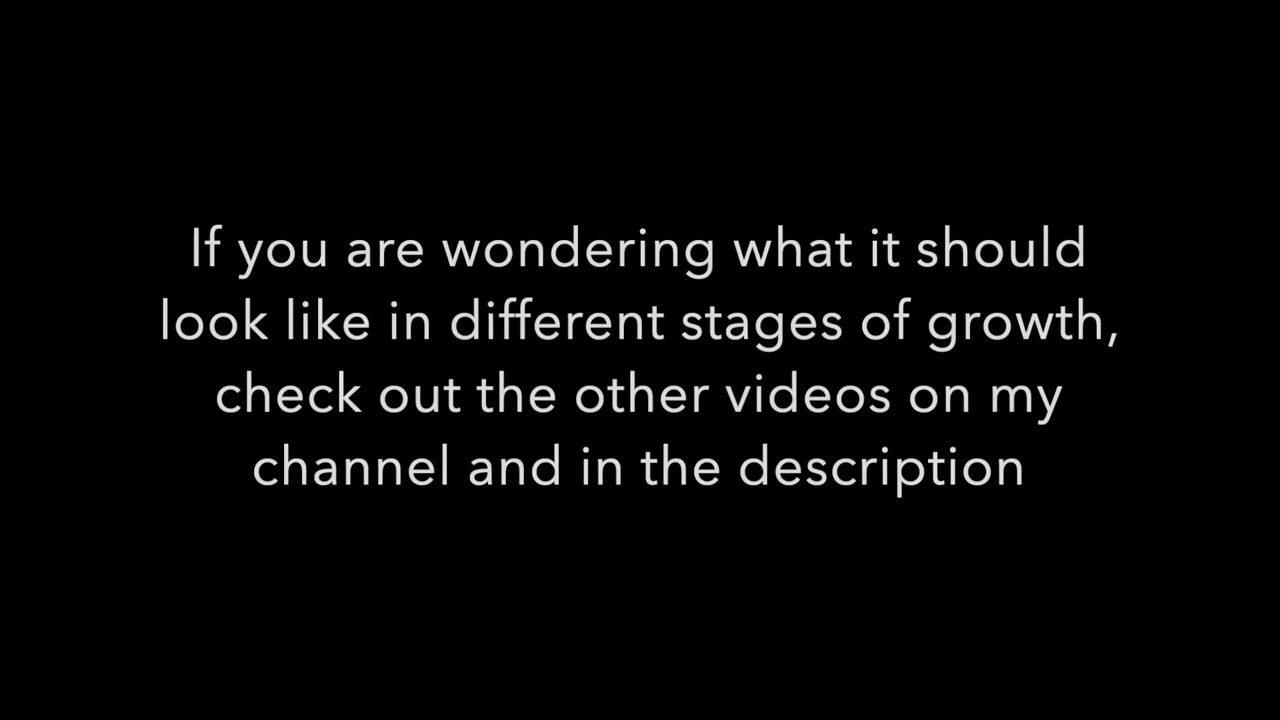 If you are wondering what it should
look like in different stages of growth,
check out the other videos on my
channel and in the description